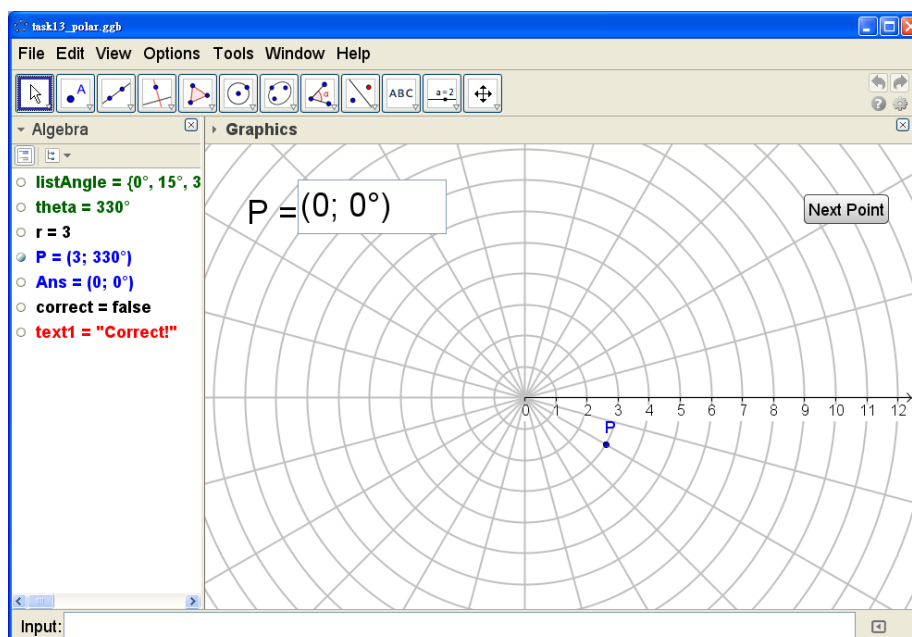 task13_polar.ggb
File Edit View Options Tools Window Help
A α ABC a=2
Algebra
Graphics
listAngle = {0°, 15°, 3
theta = 330°
r = 3
P = (3; 330°)
Ans = (0; 0°)
correct = false
text1 = "Correct!"
P = (0; 0°)
Next Point
0 1 2 3 4 5 6 7 8 9 10 11 12
P
Input: